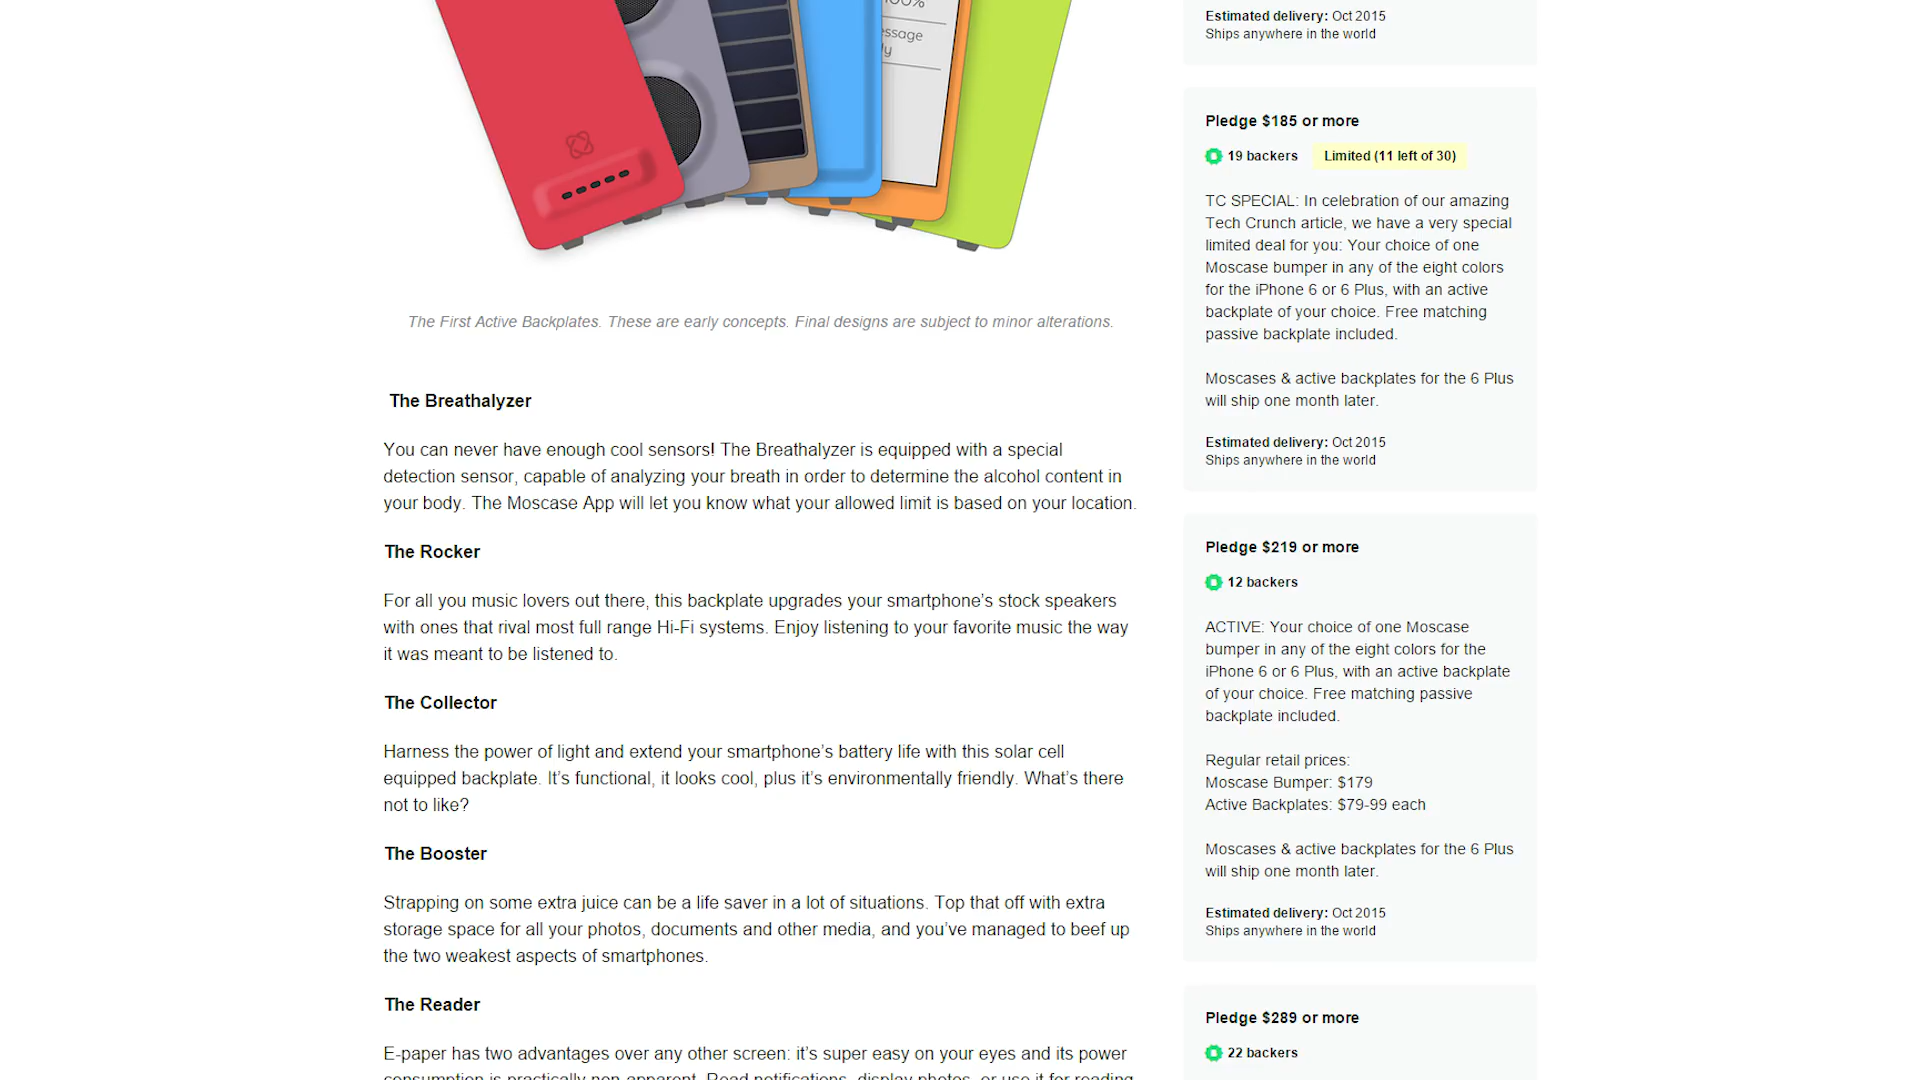 100%
ssage
ly
The First Active Backplates. These are early concepts. Final designs are subject to minor alterations.
The Breathalyzer
You can never have enough cool sensors! The Breathalyzer is equipped with a special
detection sensor, capable of analyzing your breath in order to determine the alcohol content in
your body. The Moscase App will let you know what your allowed limit is based on your location.
The Rocker
For all you music lovers out there, this backplate upgrades your smartphone’s stock speakers
with ones that rival most full range Hi-Fi systems. Enjoy listening to your favorite music the way
it was meant to be listened to.
The Collector
Harness the power of light and extend your smartphone’s battery life with this solar cell
equipped backplate. It’s functional, it looks cool, plus it’s environmentally friendly. What’s there
not to like?
The Booster
Strapping on some extra juice can be a life saver in a lot of situations. Top that off with extra
storage space for all your photos, documents and other media, and you’ve managed to beef up
the two weakest aspects of smartphones.
The Reader
E-paper has two advantages over any other screen: it’s super easy on your eyes and its power
consumption is practically non-apparent. Read notifications, display photos, or use it for reading
Estimated delivery: Oct 2015
Ships anywhere in the world
Pledge $185 or more
19 backers Limited (11 left of 30)
TC SPECIAL: In celebration of our amazing
Tech Crunch article, we have a very special
limited deal for you: Your choice of one
Moscase bumper in any of the eight colors
for the iPhone 6 or 6 Plus, with an active
backplate of your choice. Free matching
passive backplate included.
Moscases & active backplates for the 6 Plus
will ship one month later.
Estimated delivery: Oct 2015
Ships anywhere in the world
Pledge $219 or more
12 backers
ACTIVE: Your choice of one Moscase
bumper in any of the eight colors for the
iPhone 6 or 6 Plus, with an active backplate
of your choice. Free matching passive
backplate included.
Regular retail prices:
Moscase Bumper: $179
Active Backplates: $79-99 each
Moscases & active backplates for the 6 Plus
will ship one month later.
Estimated delivery: Oct 2015
Ships anywhere in the world
Pledge $289 or more
22 backers